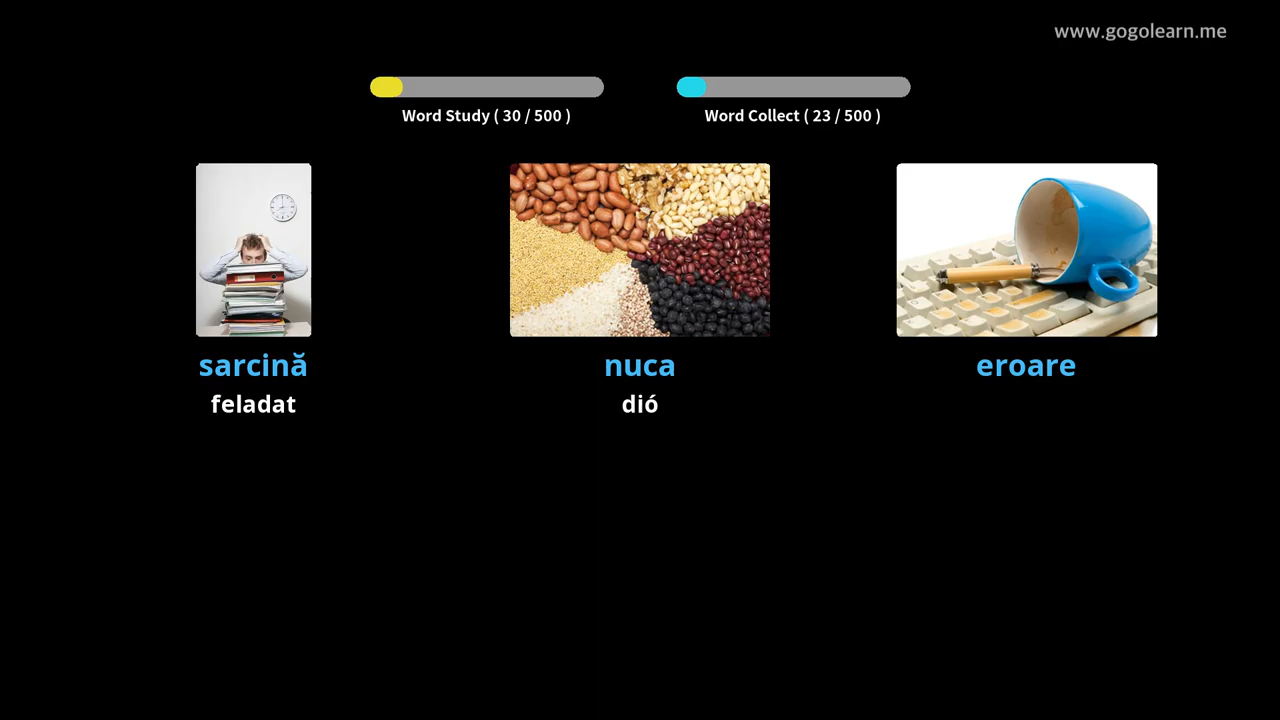 www.gogolearn.me
Word Study ( 30 / 500 )
Word Collect ( 23 / 500 )
sarcină
feladat
nuca
dió
eroare